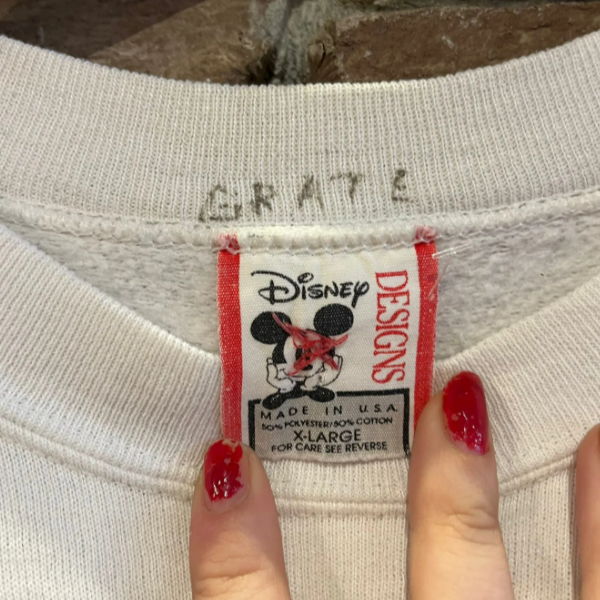 GRATE
DISNEY
DESIGNS
MADE IN U.S.A.
50% POLYESTER/50% COTTON
X-LARGE
FOR CARE SEE REVERSE